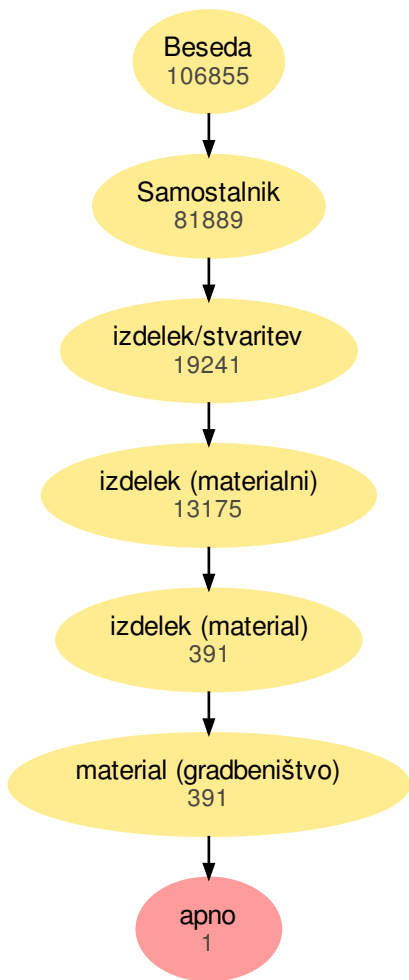 Beseda
106855
Samostalnik
81889
izdelek/stvaritev
19241
izdelek (materialni)
13175
izdelek (material)
391
material (gradbeništvo)
391
apno
1